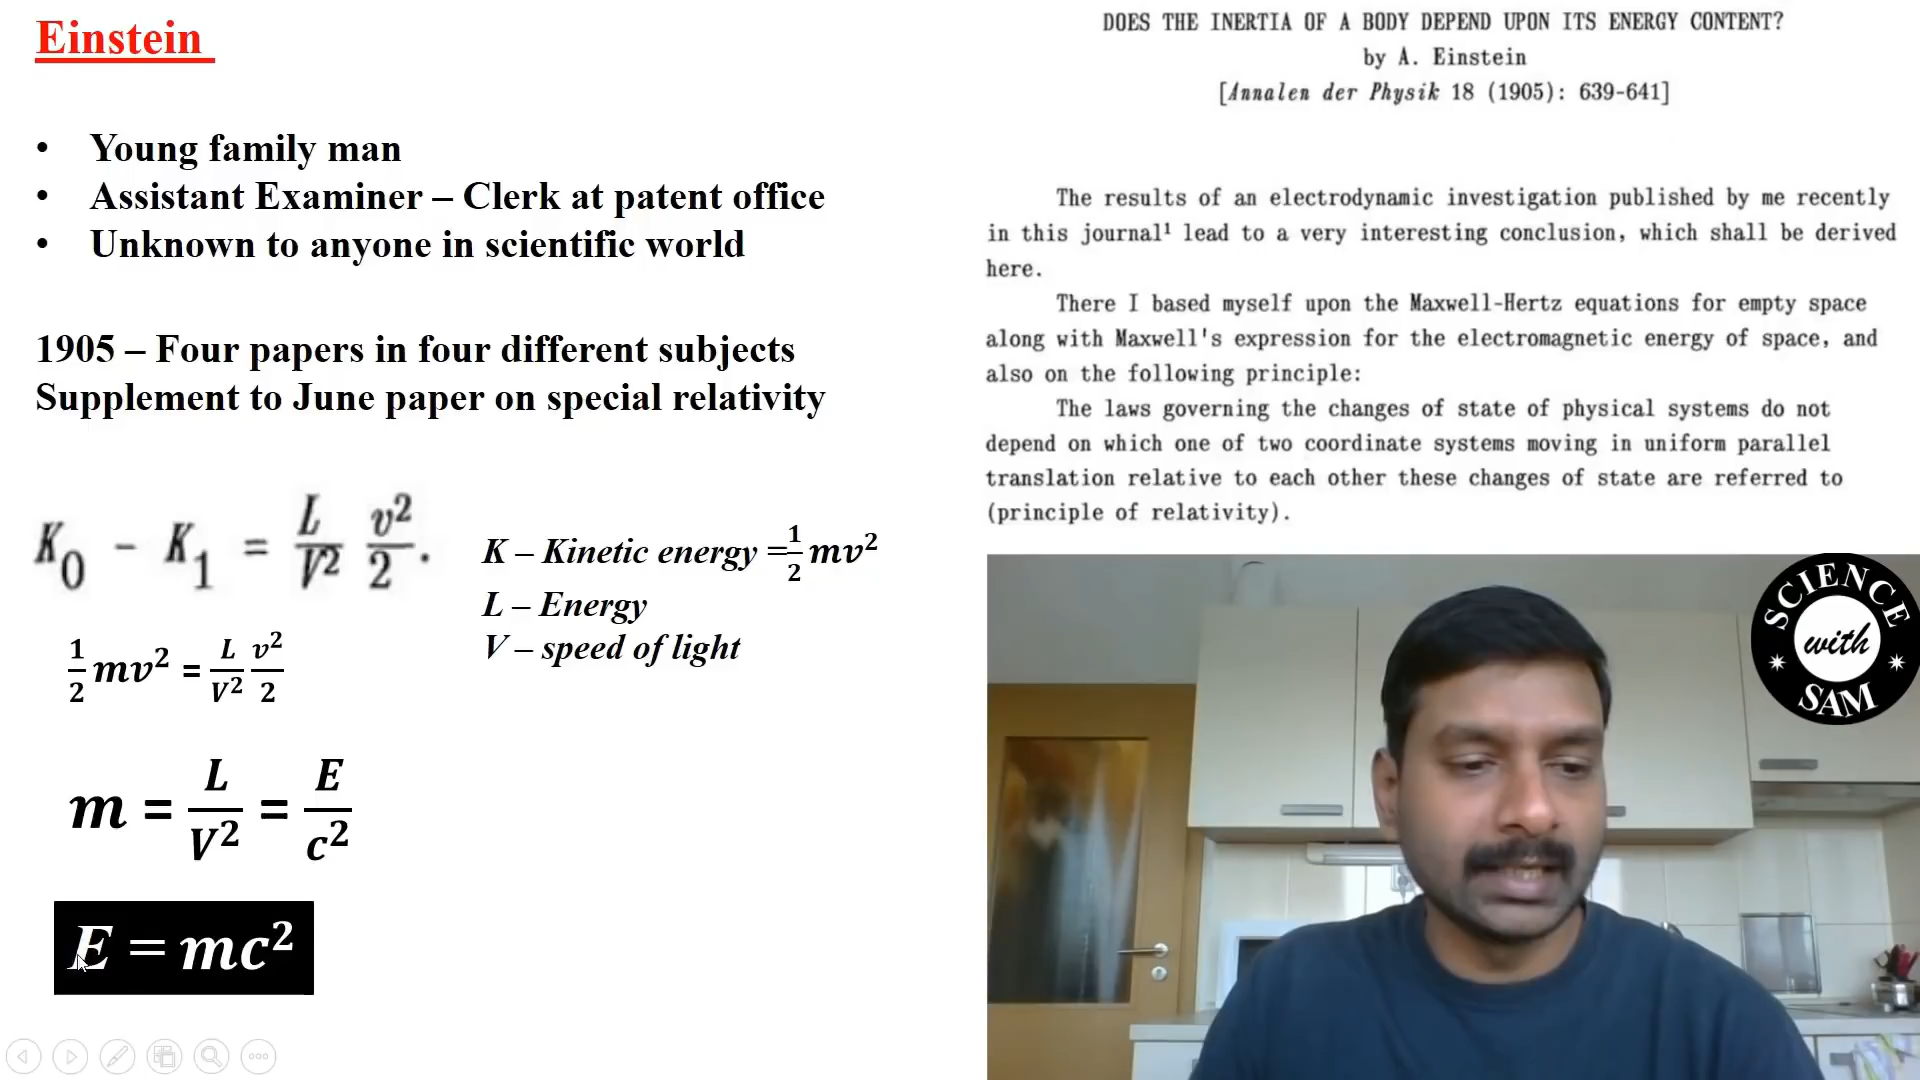 Einstein
• Young family man
• Assistant Examiner – Clerk at patent office
• Unknown to anyone in scientific world
1905 – Four papers in four different subjects
Supplement to June paper on special relativity
K₀ - K₁ = L/V² v²/2.
K – Kinetic energy =1/2 mv²
L – Energy
V – speed of light
1/2 mv² = L/V² v²/2
m = L/V² = E/c²
E = mc²
DOES THE INERTIA OF A BODY DEPEND UPON ITS ENERGY CONTENT?
by A. Einstein
[Annalen der Physik 18 (1905): 639-641]
The results of an electrodynamic investigation published by me recently
in this journal¹ lead to a very interesting conclusion, which shall be derived
here.
There I based myself upon the Maxwell-Hertz equations for empty space
along with Maxwell's expression for the electromagnetic energy of space, and
also on the following principle:
The laws governing the changes of state of physical systems do not
depend on which one of two coordinate systems moving in uniform parallel
translation relative to each other these changes of state are referred to
(principle of relativity).
SCIENCE
with
SAM